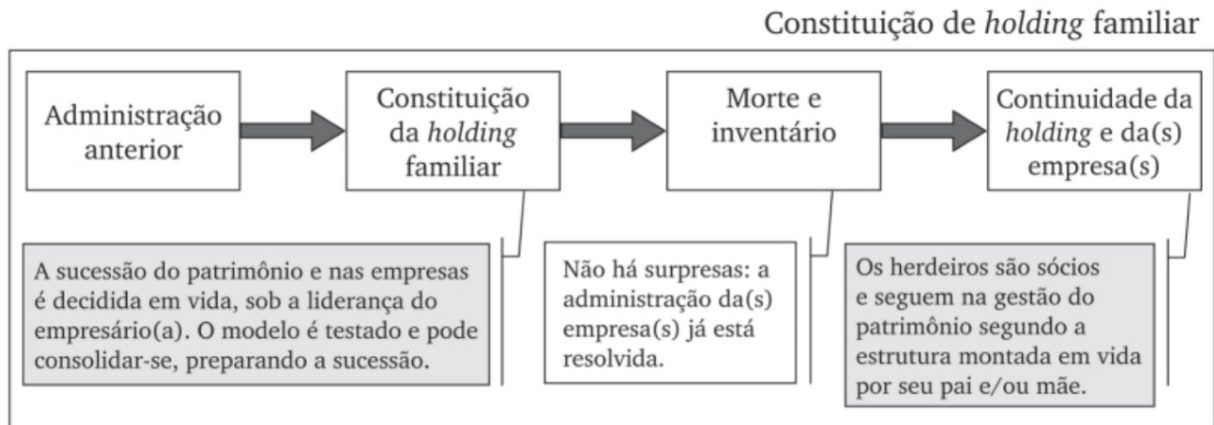 Constituição de holding familiar
Administração
anterior
Constituição
da holding
familiar
Morte e
inventário
Continuidade da
holding e da(s)
empresa(s)
A sucessão do patrimônio e nas empresas
é decidida em vida, sob a liderança do
empresário(a). O modelo é testado e pode
consolidar-se, preparando a sucessão.
Não há surpresas: a
administração da(s)
empresa(s) já está
resolvida.
Os herdeiros são sócios
e seguem na gestão do
patrimônio segundo a
estrutura montada em vida
por seu pai e/ou mãe.